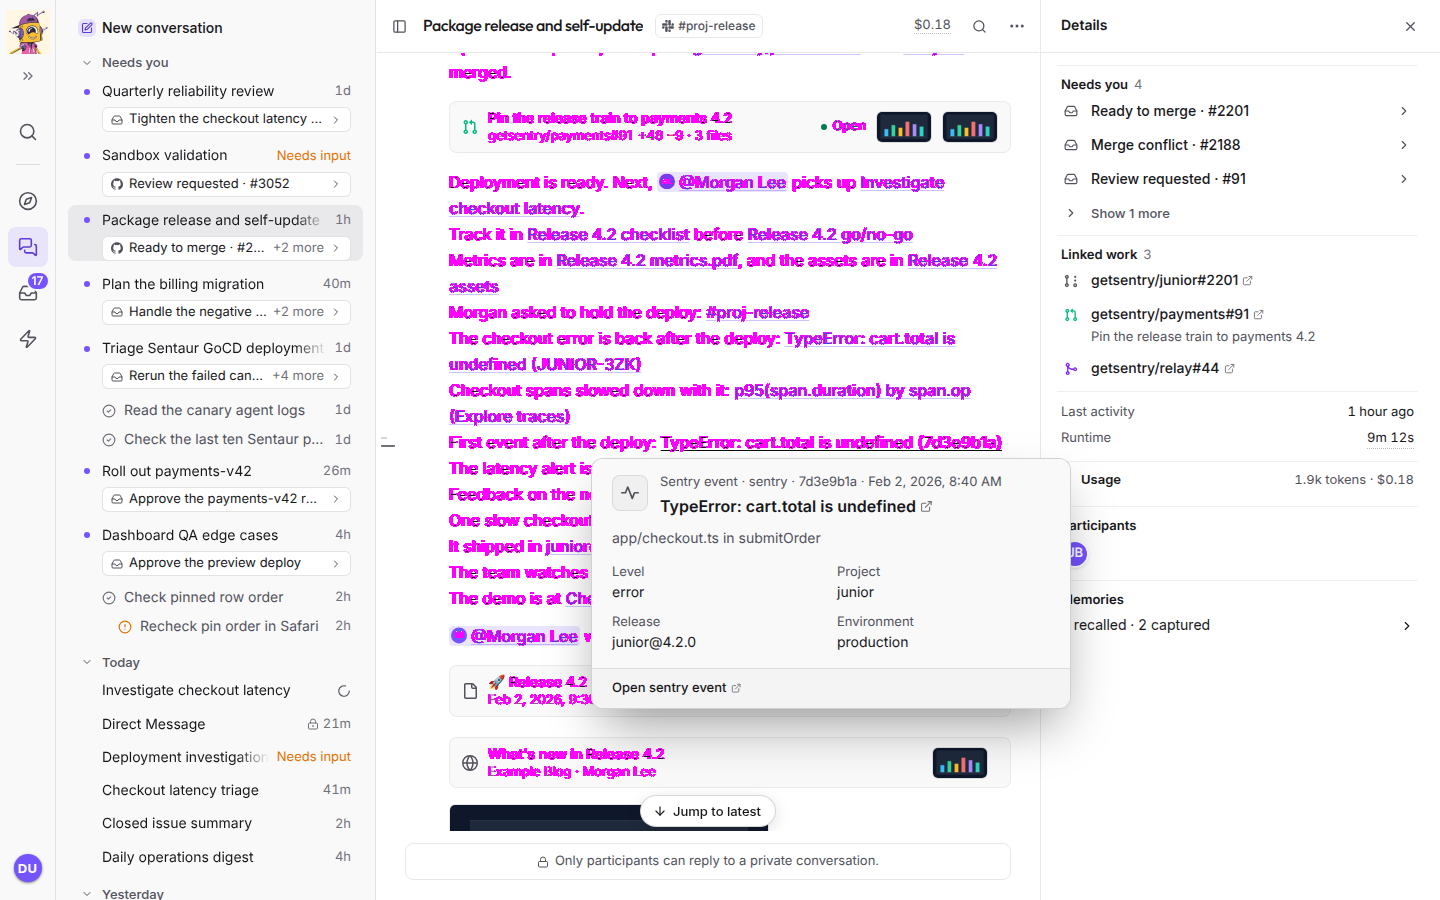 New conversation
Needs you
Quarterly reliability review 1d
Tighten the checkout latency ...
Sandbox validation Needs input
Review requested · #3052
Package release and self-update 1h
Ready to merge · #2... +2 more
Plan the billing migration 40m
Handle the negative ... +2 more
Triage Sentaur GoCD deployment 1d
Rerun the failed can... +4 more
Read the canary agent logs 1d
Check the last ten Sentaur p... 1d
Roll out payments-v42 26m
Approve the payments-v42 r...
Dashboard QA edge cases 4h
Approve the preview deploy
Check pinned row order 2h
Recheck pin order in Safari 2h
Today
Investigate checkout latency
Direct Message 21m
Deployment investigation Needs input
Checkout latency triage 41m
Closed issue summary 2h
Daily operations digest 4h
Yesterday
17
DU
Package release and self-update #proj-release $0.18
merged.
Pin the release train to payments 4.2
getsentry/payments#91 +48 −9 · 3 files
Open
Deployment is ready. Next, @Morgan Lee picks up Investigate
checkout latency.
Track it in Release 4.2 checklist before Release 4.2 go/no-go
Metrics are in Release 4.2 metrics.pdf, and the assets are in Release 4.2
assets
Morgan asked to hold the deploy: #proj-release
The checkout error is back after the deploy: TypeError: cart.total is
undefined (JUNIOR-3ZK)
Checkout spans slowed down with it: p95(span.duration) by span.op
(Explore traces)
First event after the deploy: TypeError: cart.total is undefined (7d3e9b1a)
The latency alert is
Feedback on the
One slow checkout
It shipped in junior
The team watches
The demo is at
@Morgan Lee
🚀 Release 4.2
Feb 2, 2026,
What's new in Release 4.2
Example Blog · Morgan Lee
Jump to latest
Only participants can reply to a private conversation.
Sentry event · sentry · 7d3e9b1a · Feb 2, 2026, 8:40 AM
TypeError: cart.total is undefined
app/checkout.ts in submitOrder
Level Project
error junior
Release Environment
junior@4.2.0 production
Open sentry event
Details
Needs you 4
Ready to merge · #2201
Merge conflict · #2188
Review requested · #91
Show 1 more
Linked work 3
getsentry/junior#2201
getsentry/payments#91
Pin the release train to payments 4.2
getsentry/relay#44
Last activity 1 hour ago
Runtime 9m 12s
Usage 1.9k tokens · $0.18
articipants
JB
emories
recalled · 2 captured